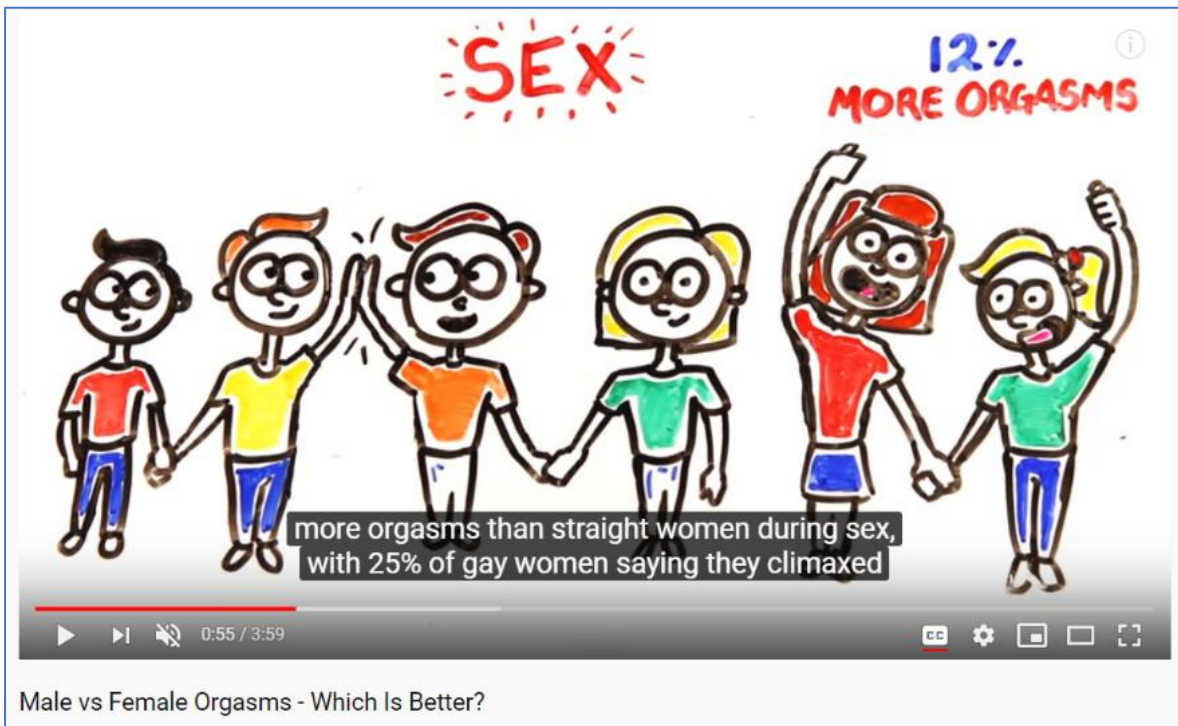 SEX
12%
MORE ORGASMS
more orgasms than straight women during sex,
with 25% of gay women saying they climaxed
0:55 / 3:59
CC
Male vs Female Orgasms - Which Is Better?